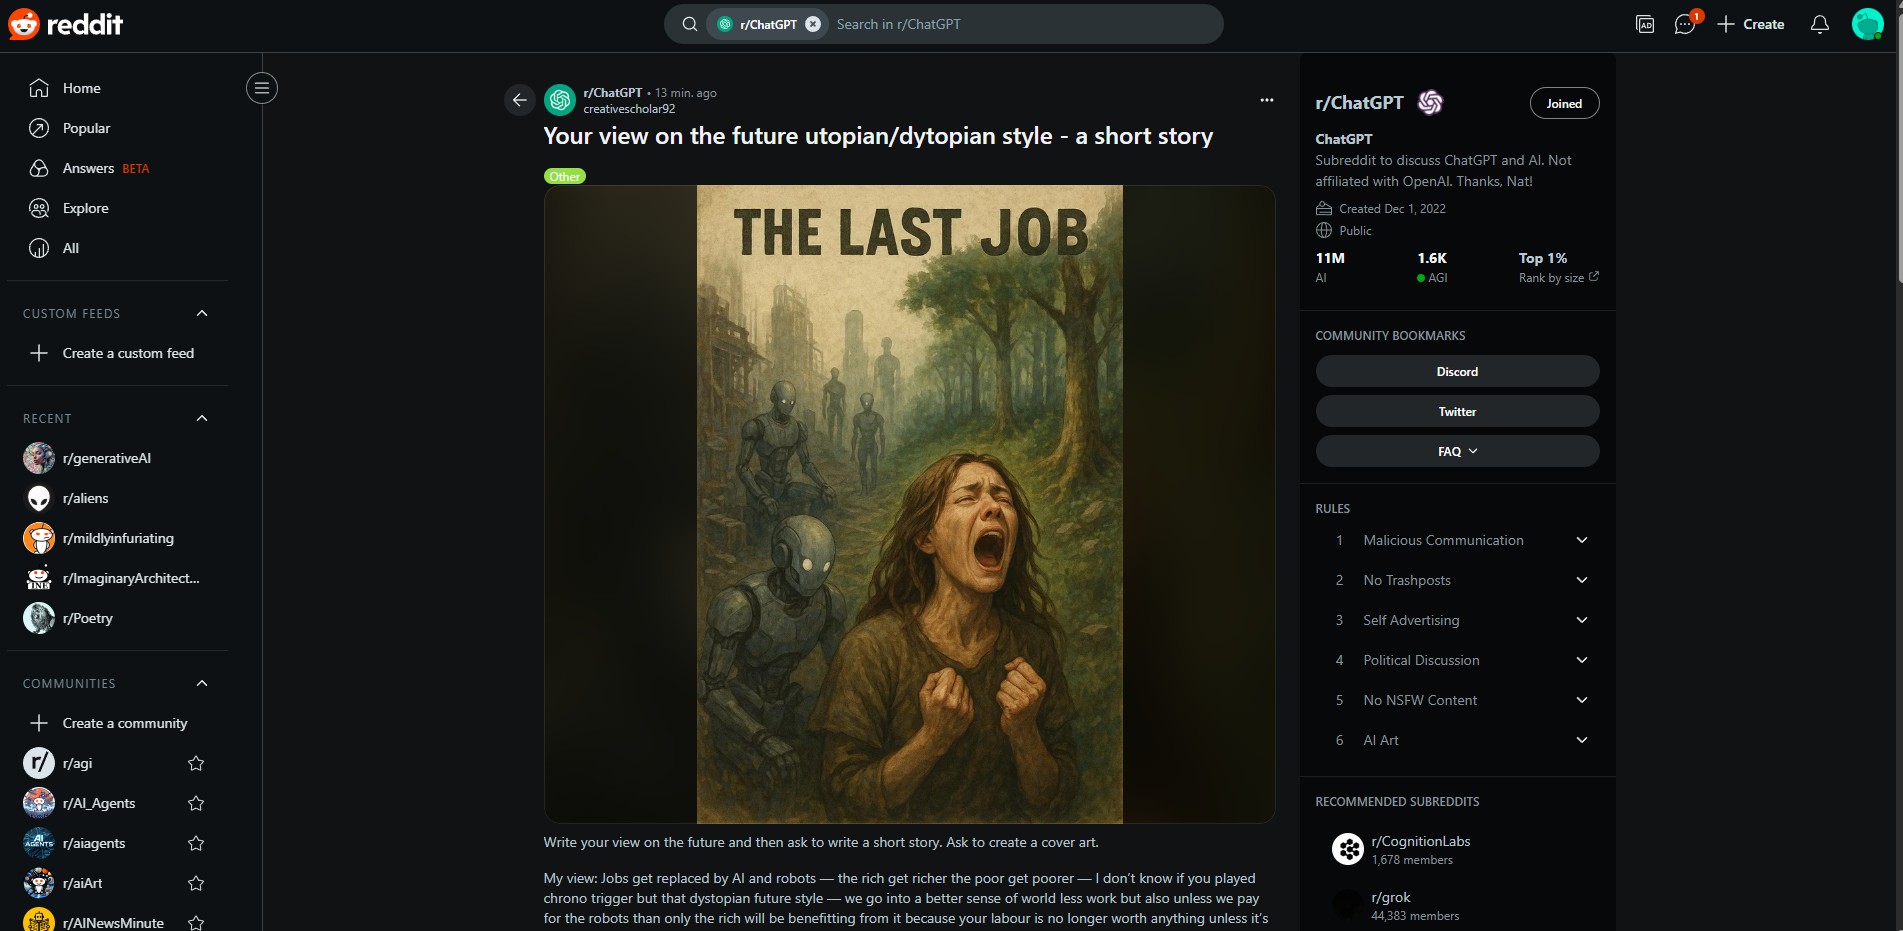 reddit
r/ChatGPT
Search in r/ChatGPT
AD
1
Create
Home
Popular
Answers BETA
Explore
All
CUSTOM FEEDS
Create a custom feed
RECENT
r/generativeAI
r/aliens
r/mildlyinfuriating
r/ImaginaryArchitect...
r/Poetry
COMMUNITIES
Create a community
r/agi
r/AI_Agents
r/aiagents
r/aiArt
r/AINewsMinute
r/ChatGPT • 13 min. ago
creativescholar92
Your view on the future utopian/dytopian style - a short story
Other
THE LAST JOB
Write your view on the future and then ask to write a short story. Ask to create a cover art.
My view: Jobs get replaced by AI and robots — the rich get richer the poor get poorer — I don’t know if you played
chrono trigger but that dystopian future style — we go into a better sense of world less work but also unless we pay
for the robots than only the rich will be benefitting from it because your labour is no longer worth anything unless it’s
r/ChatGPT
Joined
ChatGPT
Subreddit to discuss ChatGPT and AI. Not
affiliated with OpenAI. Thanks, Nat!
Created Dec 1, 2022
Public
11M 1.6K Top 1%
AI AGI Rank by size
COMMUNITY BOOKMARKS
Discord
Twitter
FAQ
RULES
1 Malicious Communication
2 No Trashposts
3 Self Advertising
4 Political Discussion
5 No NSFW Content
6 AI Art
RECOMMENDED SUBREDDITS
r/CognitionLabs
1,678 members
r/grok
44,383 members